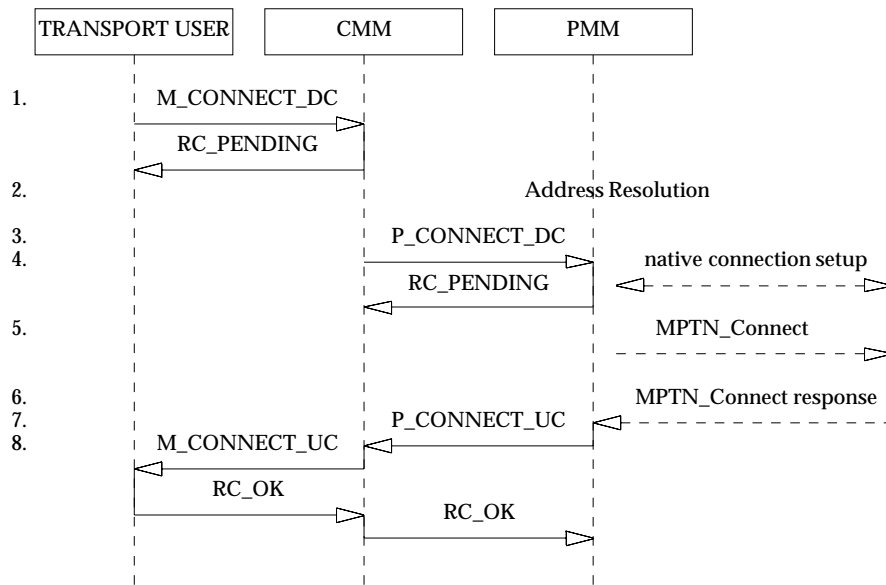 TRANSPORT USER CMM PMM
1. M_CONNECT_DC
RC_PENDING
2. Address Resolution
3. P_CONNECT_DC
4. native connection setup
RC_PENDING
5. MPTN_Connect
6. MPTN_Connect response
7. P_CONNECT_UC
8. M_CONNECT_UC
RC_OK
RC_OK